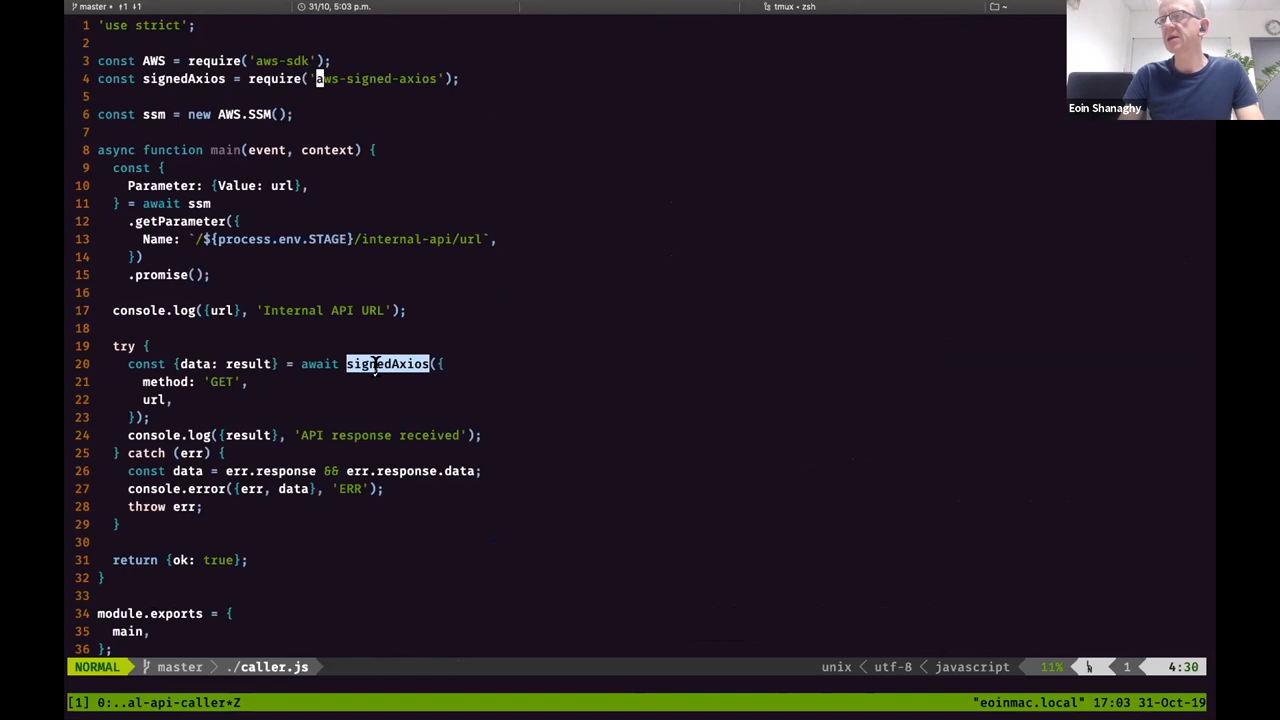 master • ↑1 ↓1
31/10, 5:03 p.m.
tmux • zsh
~
Eoin Shanaghy
1 'use strict';
2
3 const AWS = require('aws-sdk');
4 const signedAxios = require('aws-signed-axios');
5
6 const ssm = new AWS.SSM();
7
8 async function main(event, context) {
9 const {
10 Parameter: {Value: url},
11 } = await ssm
12 .getParameter({
13 Name: `/${process.env.STAGE}/internal-api/url`,
14 })
15 .promise();
16
17 console.log({url}, 'Internal API URL');
18
19 try {
20 const {data: result} = await signedAxios({
21 method: 'GET',
22 url,
23 });
24 console.log({result}, 'API response received');
25 } catch (err) {
26 const data = err.response && err.response.data;
27 console.error({err, data}, 'ERR');
28 throw err;
29 }
30
31 return {ok: true};
32 }
33
34 module.exports = {
35 main,
36 };
NORMAL master ./caller.js unix utf-8 javascript 11% 1 4:30
[1] 0:..al-api-caller*Z "eoinmac.local" 17:03 31-Oct-19